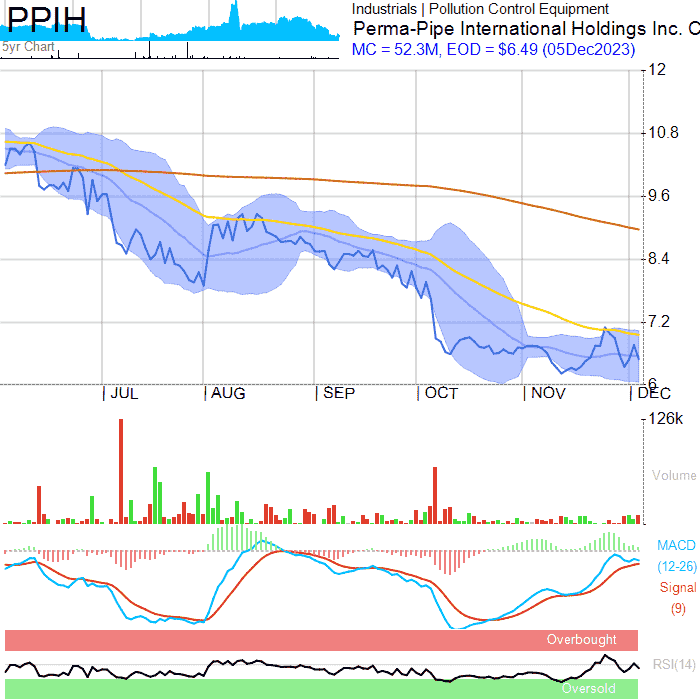 PPIH
5yr Chart
Industrials | Pollution Control Equipment
Perma-Pipe International Holdings Inc. C
MC = 52.3M, EOD = $6.49 (05Dec2023)
12
10.8
9.6
8.4
7.2
6
JUL AUG SEP OCT NOV DEC
126k
Volume
MACD
(12-26)
Signal
(9)
Overbought
RSI(14)
Oversold